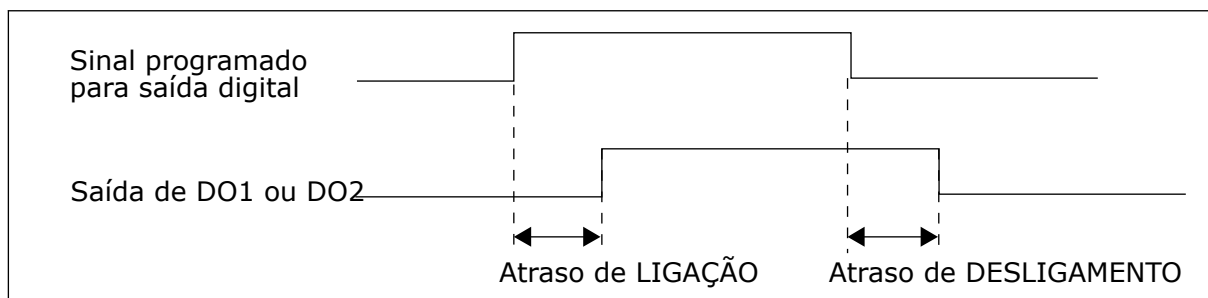 Sinal programado
para saída digital
Saída de DO1 ou DO2
Atraso de LIGAÇÃO
Atraso de DESLIGAMENTO